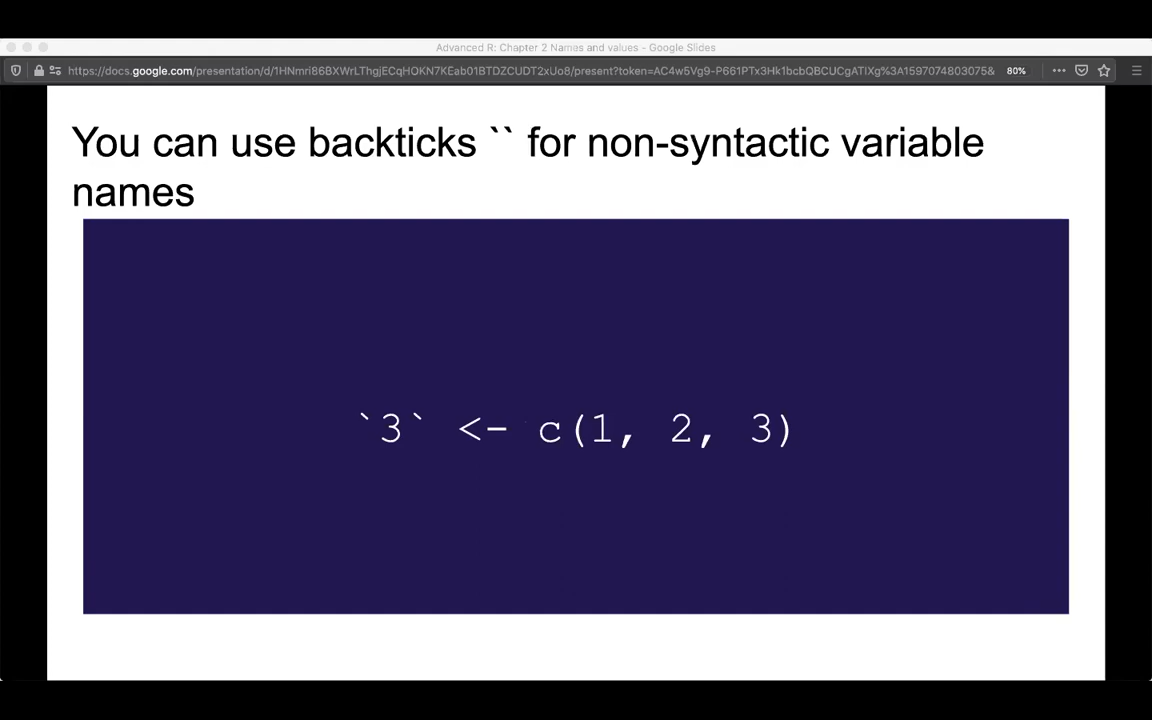 Advanced R: Chapter 2 Names and values - Google Slides
https://docs.google.com/presentation/d/1HNmri86BXWrLThgjECqHOKN7KEab01BTDZCUDT2xUo8/present?token=AC4w5Vg9-P661PTx3Hk1bcbQBCUCgATIXg%3A1597074803075& 80%
You can use backticks `` for non-syntactic variable
names
`3` <- c(1, 2, 3)